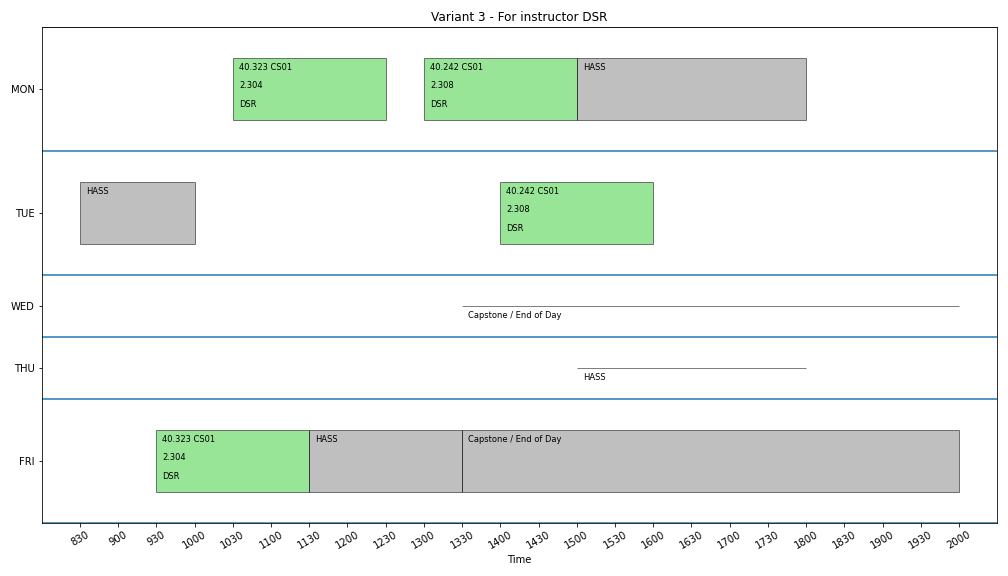 Variant 3 - For instructor DSR
MON
40.323 CS01
2.304
DSR
40.242 CS01
2.308
DSR
HASS
TUE
HASS
40.242 CS01
2.308
DSR
WED
Capstone / End of Day
THU
HASS
FRI
40.323 CS01
2.304
DSR
HASS
Capstone / End of Day
830 900 930 1000 1030 1100 1130 1200 1230 1300 1330 1400 1430 1500 1530 1600 1630 1700 1730 1800 1830 1900 1930 2000
Time